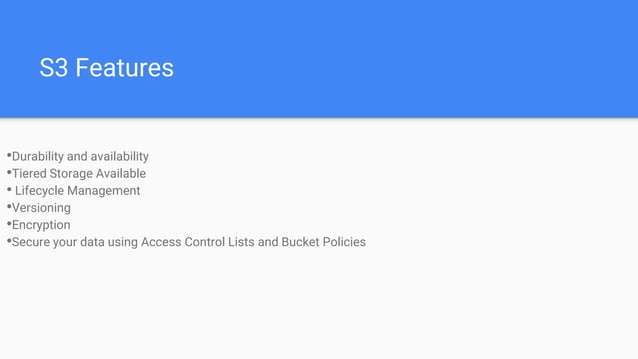 S3 Features
•Durability and availability
•Tiered Storage Available
• Lifecycle Management
•Versioning
•Encryption
•Secure your data using Access Control Lists and Bucket Policies